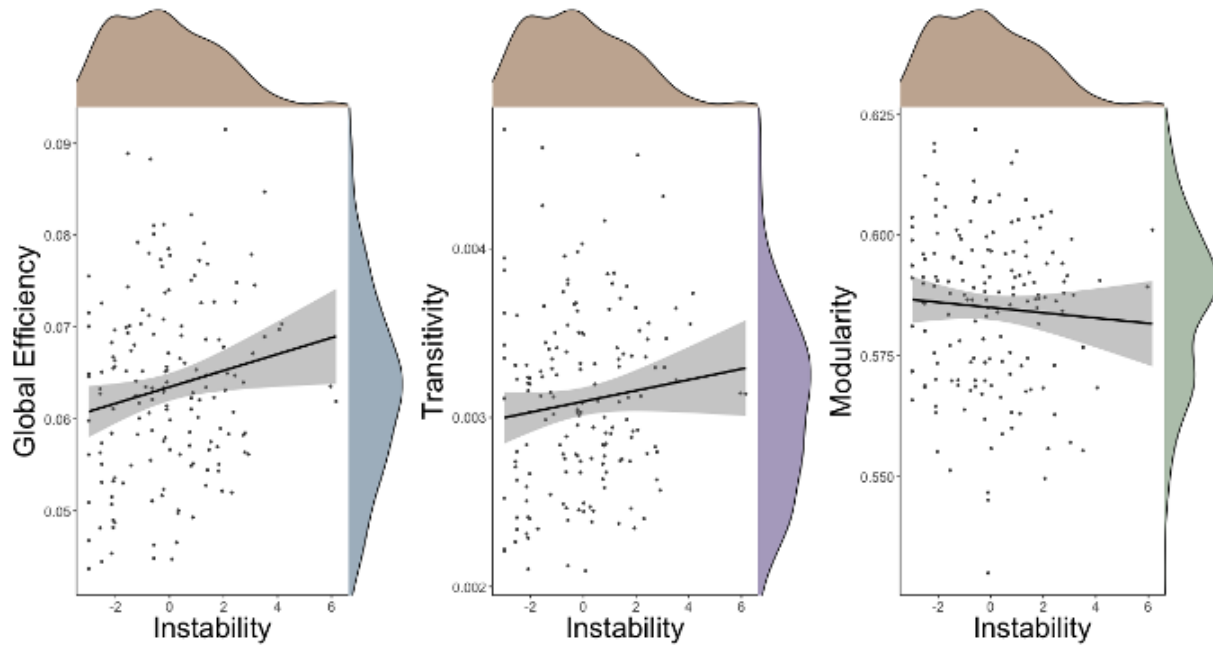 Global Efficiency
0.09
0.08
0.07
0.06
0.05
-2 0 2 4 6
Instability
Transitivity
0.004
0.003
0.002
-2 0 2 4 6
Instability
Modularity
0.625
0.600
0.575
0.550
-2 0 2 4 6
Instability